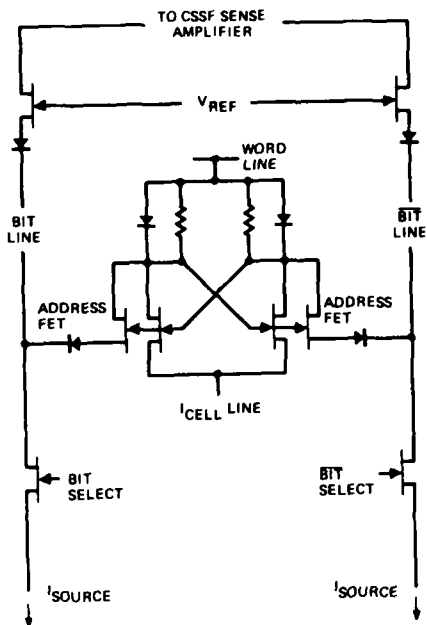 TO CSSF SENSE
AMPLIFIER
VREF
WORD
LINE
BIT
LINE
BIT
LINE
ADDRESS
FET
ADDRESS
FET
ICELL LINE
BIT
SELECT
BIT
SELECT
ISOURCE
ISOURCE